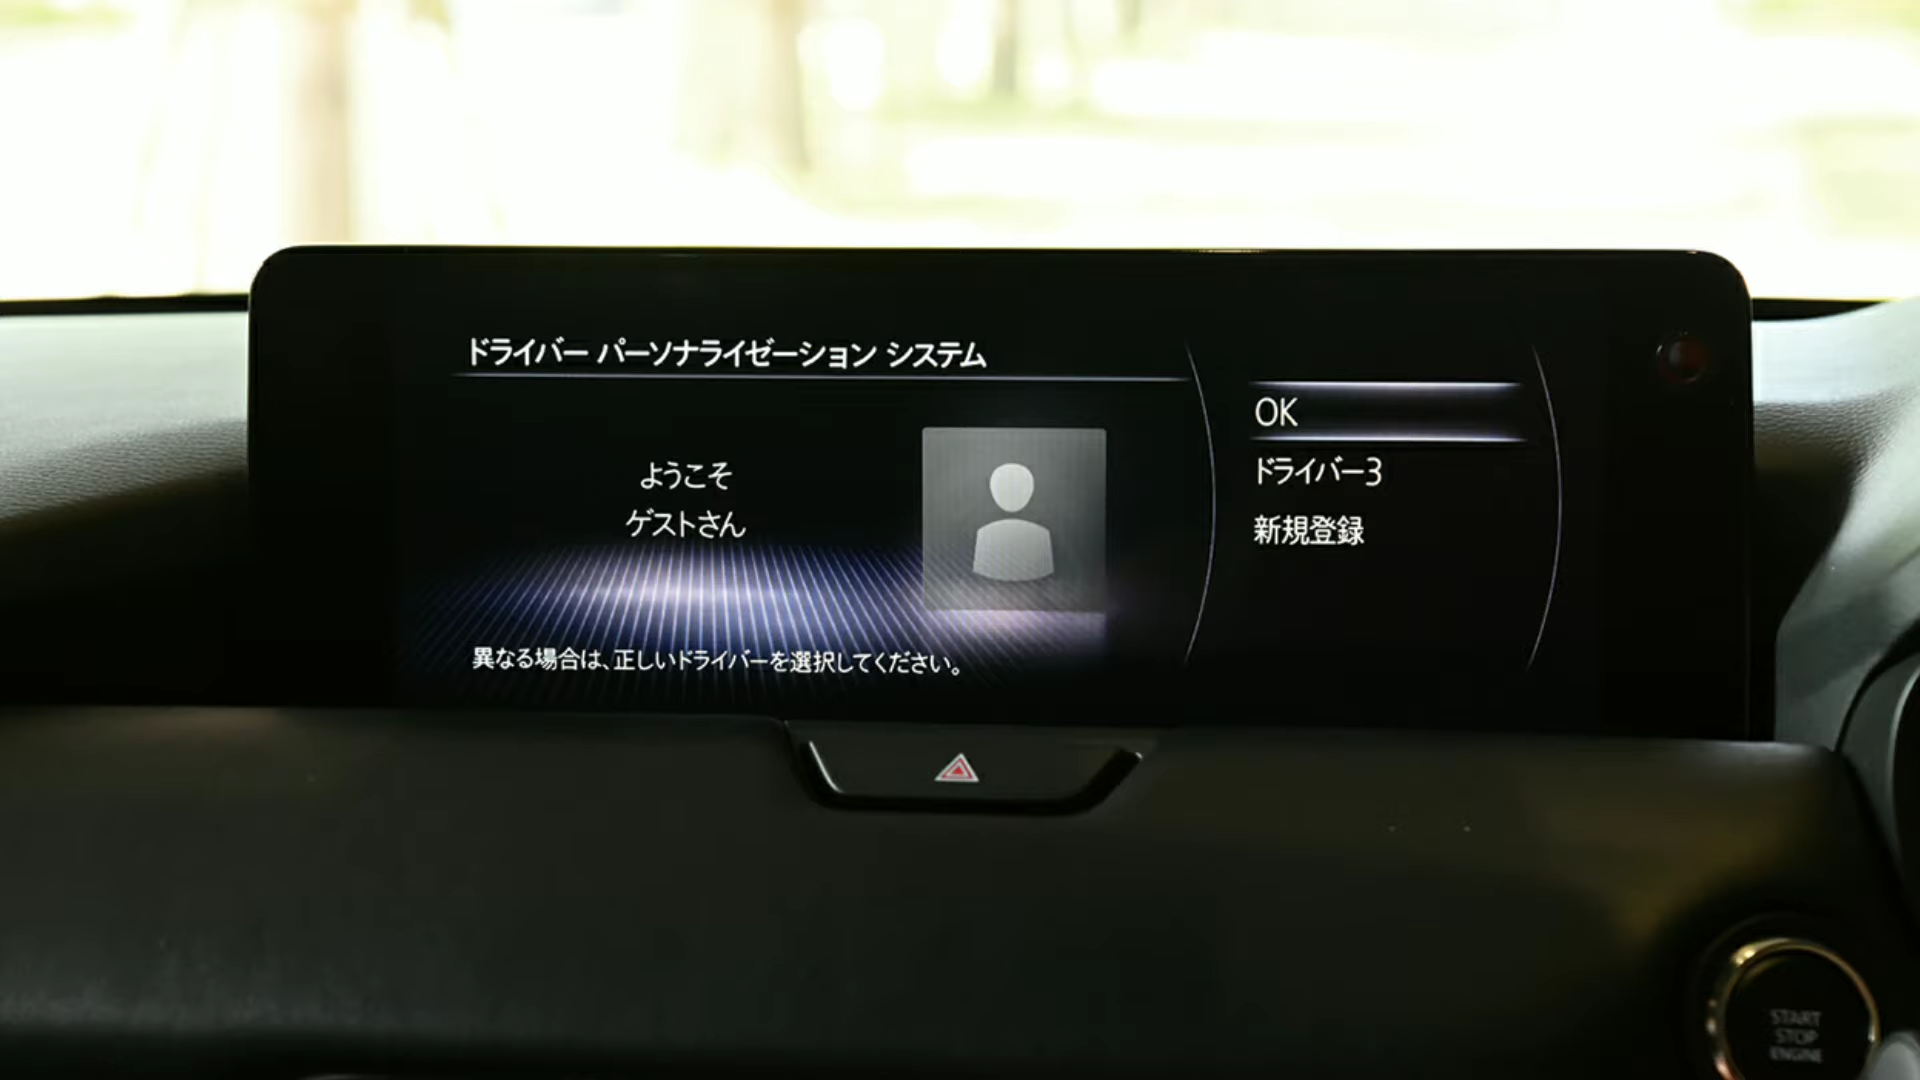 ドライバー パーソナライゼーション システム
ようこそ
ゲストさん
異なる場合は、正しいドライバーを選択してください。
OK
ドライバー3
新規登録
START
STOP
ENGINE